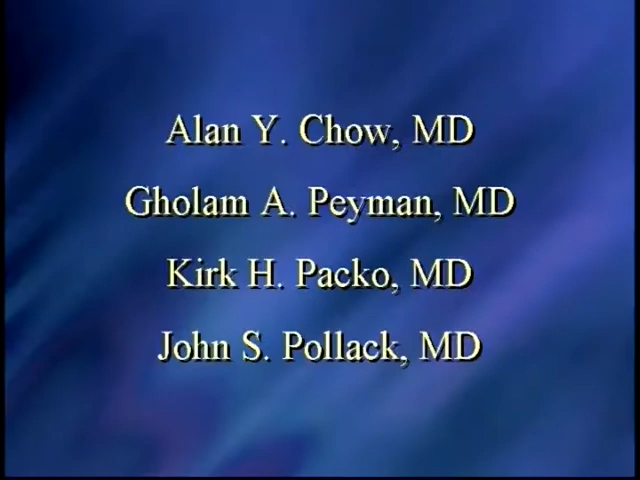 Alan Y. Chow, MD
Gholam A. Peyman, MD
Kirk H. Packo, MD
John S. Pollack, MD